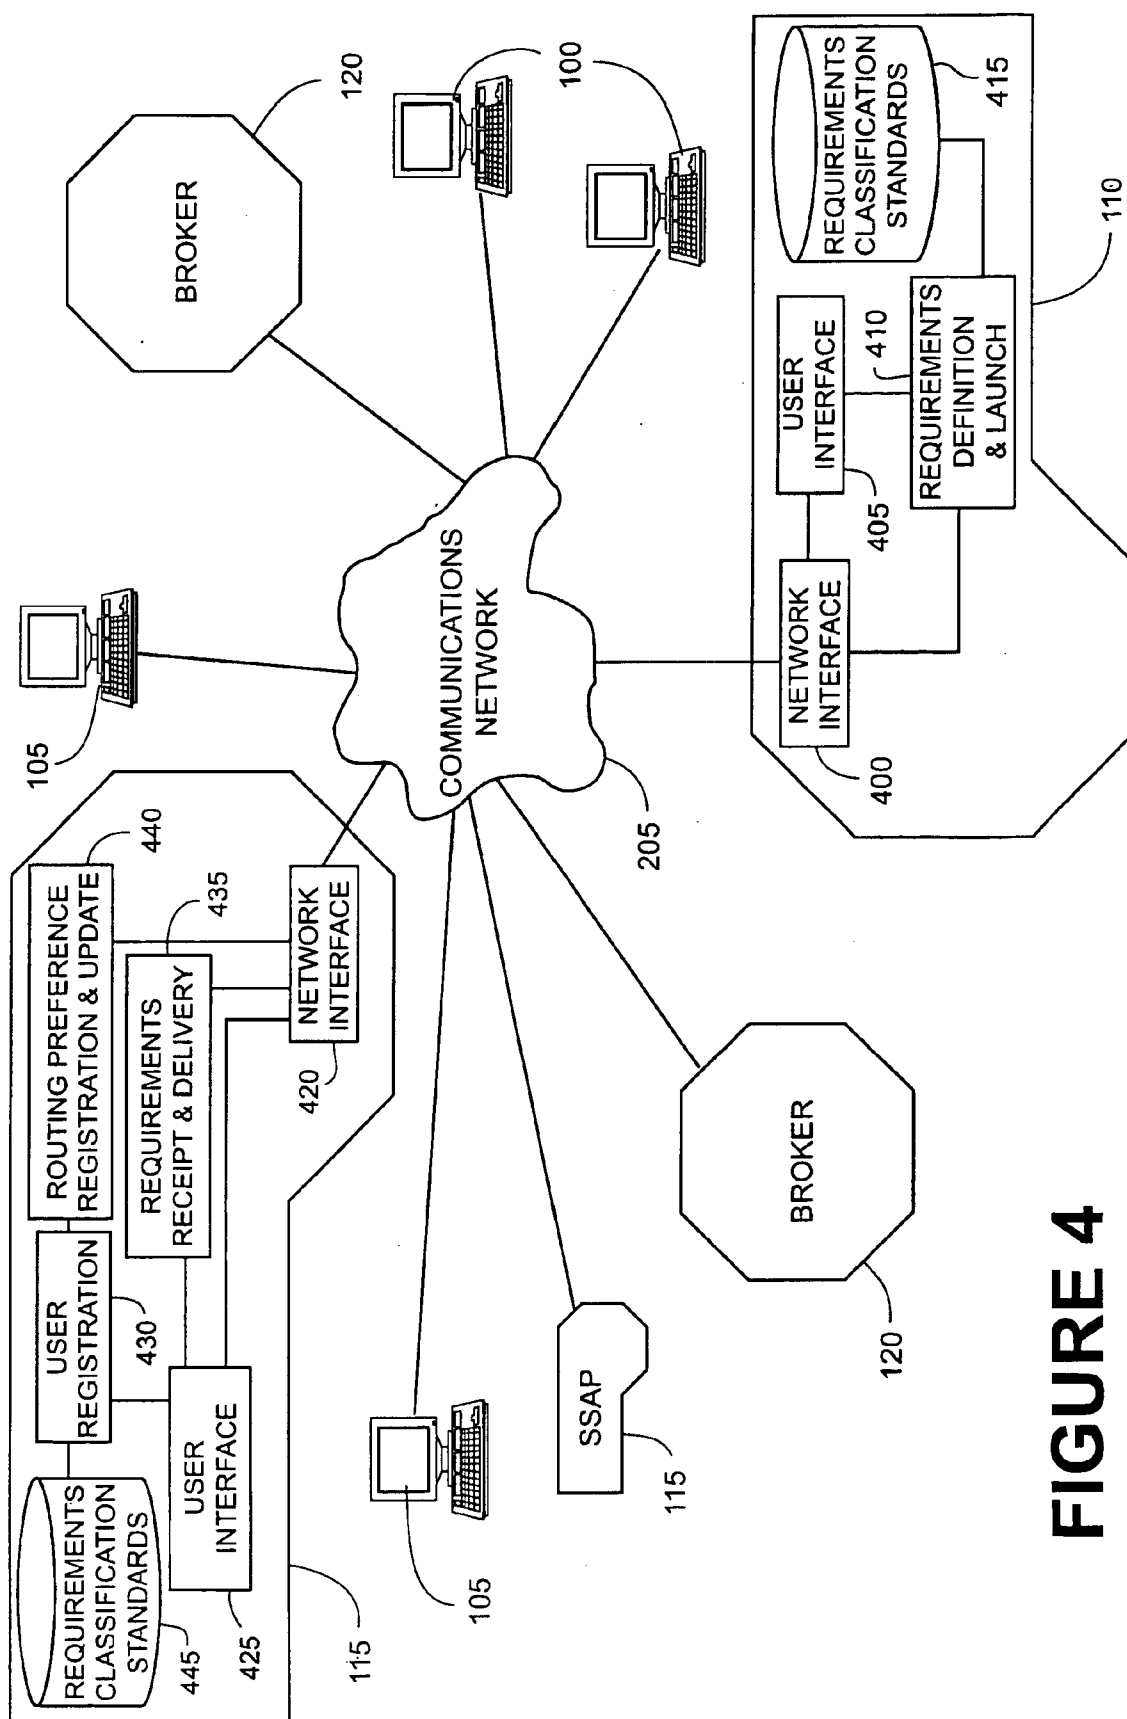 REQUIREMENTS
CLASSIFICATION
STANDARDS
445
USER
REGISTRATION
430
ROUTING PREFERENCE
REGISTRATION & UPDATE
440
USER
INTERFACE
425
REQUIREMENTS
RECEIPT & DELIVERY
435
NETWORK
INTERFACE
420
115
105
105
BROKER
120
100
COMMUNICATIONS
NETWORK
205
SSAP
115
BROKER
120
NETWORK
INTERFACE
400
USER
INTERFACE
405
REQUIREMENTS
DEFINITION
& LAUNCH
410
REQUIREMENTS
CLASSIFICATION
STANDARDS
415
110
FIGURE 4